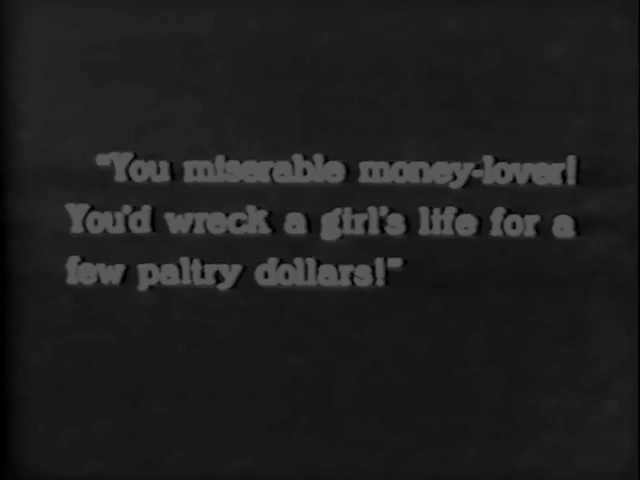 "You miserable money-lover!
You'd wreck a girl's life for a
few paltry dollars!"